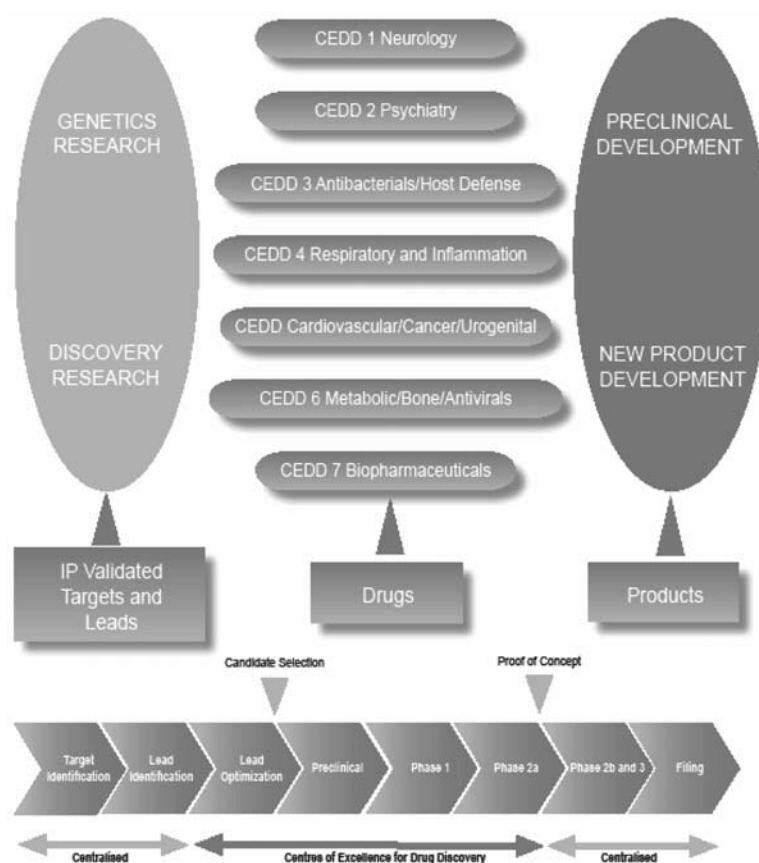 CEDD 1 Neurology
GENETICS
RESEARCH
CEDD 2 Psychiatry
PRECLINICAL
DEVELOPMENT
CEDD 3 Antibacterials/Host Defense
CEDD 4 Respiratory and Inflammation
DISCOVERY
RESEARCH
CEDD Cardiovascular/Cancer/Urogenital
NEW PRODUCT
DEVELOPMENT
CEDD 6 Metabolic/Bone/Antivirals
CEDD 7 Biopharmaceuticals
IP Validated
Targets and
Leads
Drugs
Products
Candidate Selection
Proof of Concept
Target
Identification
Lead
Identification
Lead
Optimization
Preclinical
Phase 1
Phase 2a
Phase 2b and 3
Filing
Centralised
Centres of Excellence for Drug Discovery
Centralised